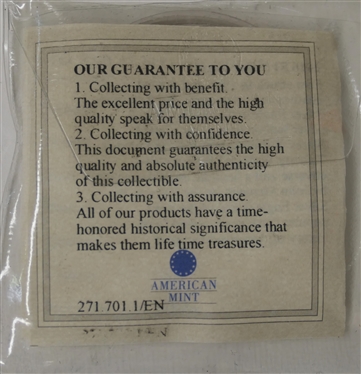 OUR GUARANTEE TO YOU
1. Collecting with benefit.
The excellent price and the high
quality speak for themselves.
2. Collecting with confidence.
This document guarantees the high
quality and absolute authenticity
of this collectible.
3. Collecting with assurance.
All of our products have a time-
honored historical significance that
makes them life time treasures.
AMERICAN
MINT
271 701 1/EN